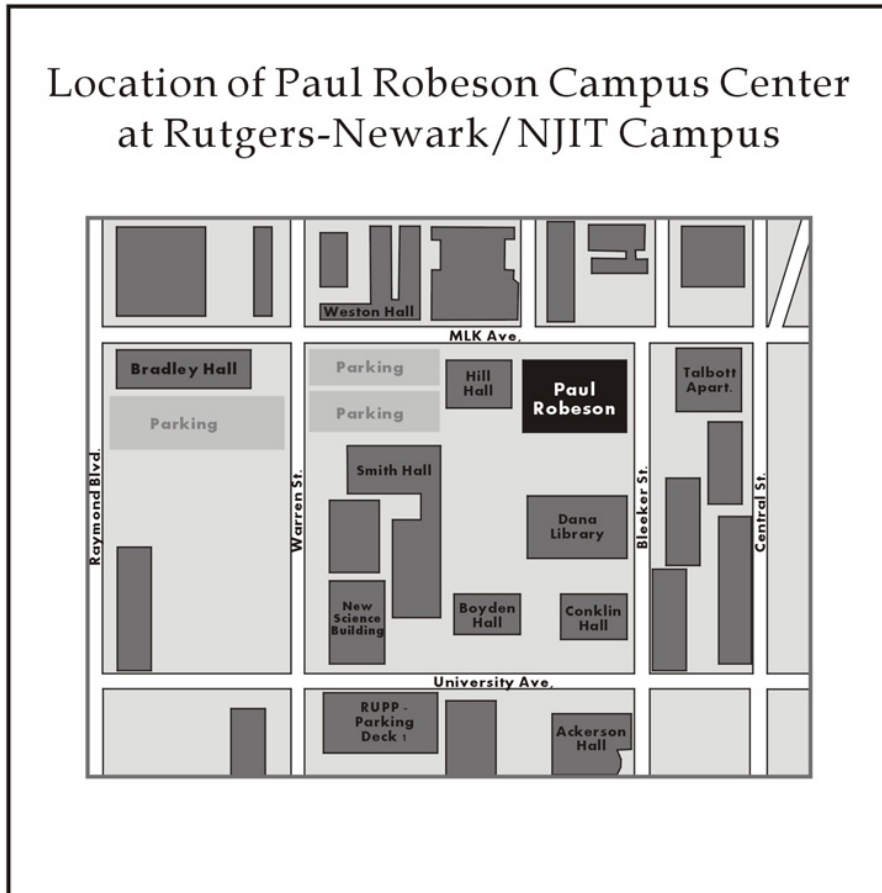 Location of Paul Robeson Campus Center
at Rutgers-Newark/NJIT Campus
Weston Hall
MLK Ave,
Bradley Hall
Parking
Parking
Parking
Hill
Hall
Paul
Robeson
Talbott
Apart.
Smith Hall
Raymond Blvd.
Warren St.
Dana
Library
Bleeker St.
Central St.
New
Science
Building
Boyden
Hall
Conklin
Hall
University Ave,
RUPP -
Parking
Deck 1
Ackerson
Hall